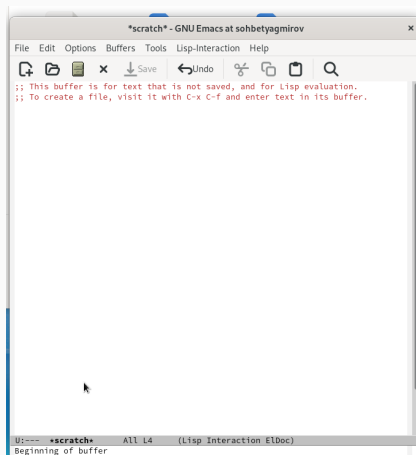 *scratch* - GNU Emacs at sohbetyagmirov
File Edit Options Buffers Tools Lisp-Interaction Help
Save Undo
;; This buffer is for text that is not saved, and for Lisp evaluation.
;; To create a file, visit it with C-x C-f and enter text in its buffer.
U:--- *scratch* All L4 (Lisp Interaction ElDoc)
Beginning of buffer